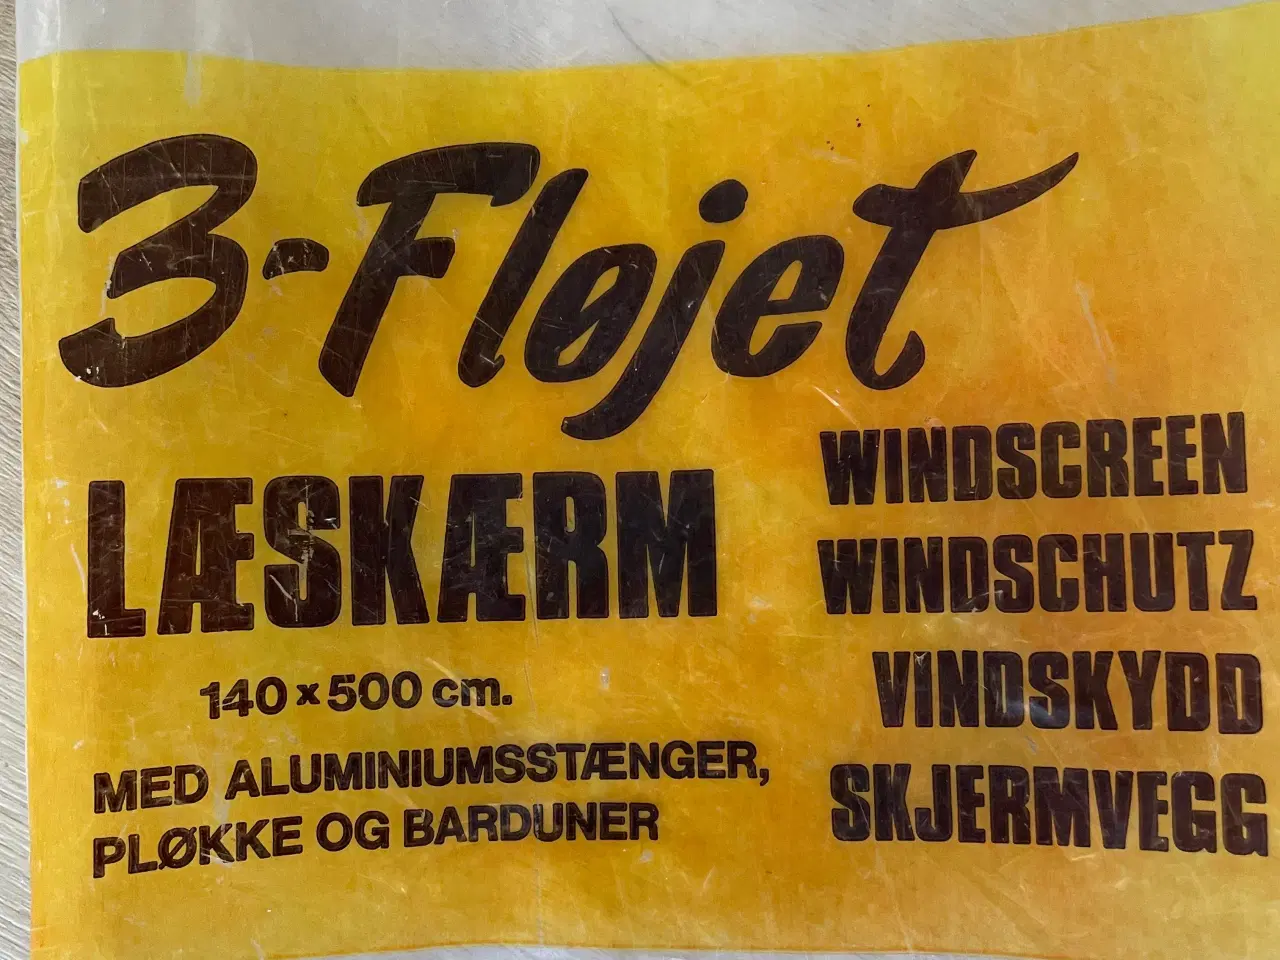 3-Fløjet
LÆSKÆRM
140 x 500 cm.
MED ALUMINIUMSSTÆNGER,
PLØKKE OG BARDUNER
WINDSCREEN
WINDSCHUTZ
VINDSKYDD
SKJERMVEGG